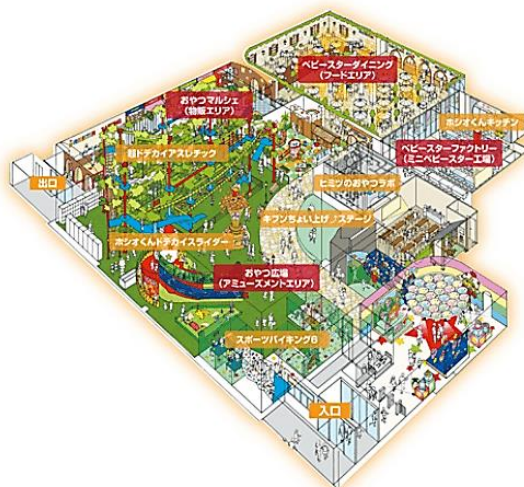 ベビースターダイニング
(フードエリア)
おやつマルシェ
(物販エリア)
ホシオくんキッチン
超ドデカイアスレチック
ベビースターファクトリー
(ミニベビースター工場)
出口
ヒミツのおやつラボ
キブンちょい上げ♪ステージ
ホシオくんドデカイスライダー
おやつ広場
(アミューズメントエリア)
スポーツバイキング6
入口